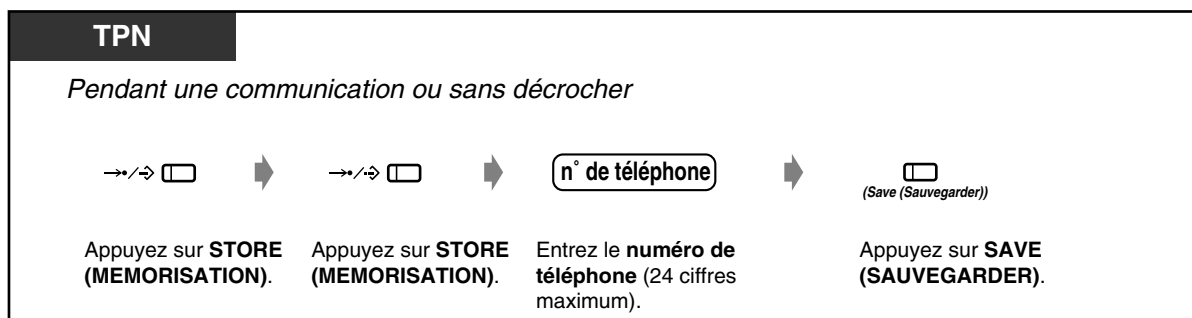 TPN
Pendant une communication ou sans décrocher
n° de téléphone
(Save (Sauvegarder))
Appuyez sur STORE (MEMORISATION).
Appuyez sur STORE (MEMORISATION).
Entrez le numéro de téléphone (24 ciffres maximum).
Appuyez sur SAVE (SAUVEGARDER).